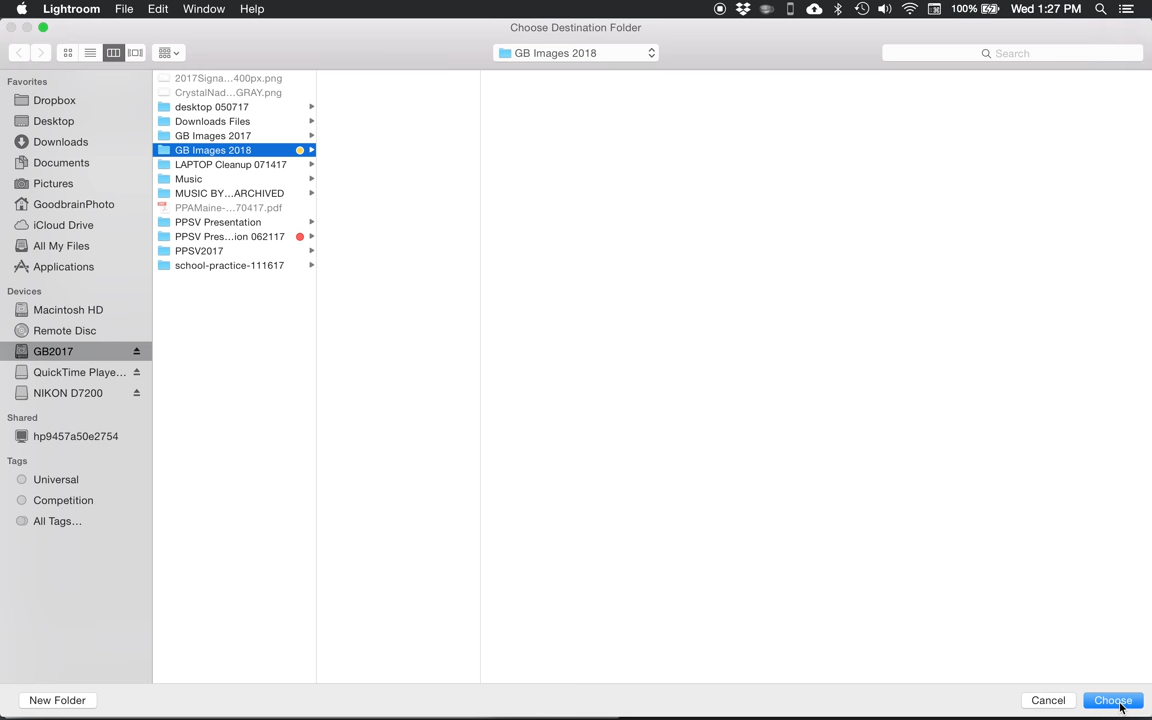 Lightroom File Edit Window Help 100% Wed 1:27 PM
Choose Destination Folder
GB Images 2018
Search
Favorites
Dropbox
Desktop
Downloads
Documents
Pictures
GoodbrainPhoto
iCloud Drive
All My Files
Applications
Devices
Macintosh HD
Remote Disc
GB2017
QuickTime Playe...
NIKON D7200
Shared
hp9457a50e2754
Tags
Universal
Competition
All Tags...
2017Signa...400px.png
CrystalNad...GRAY.png
desktop 050717
Downloads Files
GB Images 2017
GB Images 2018
LAPTOP Cleanup 071417
Music
MUSIC BY...ARCHIVED
PPAMaine-...70417.pdf
PPSV Presentation
PPSV Pres...ion 062117
PPSV2017
school-practice-111617
New Folder
Cancel
Choose